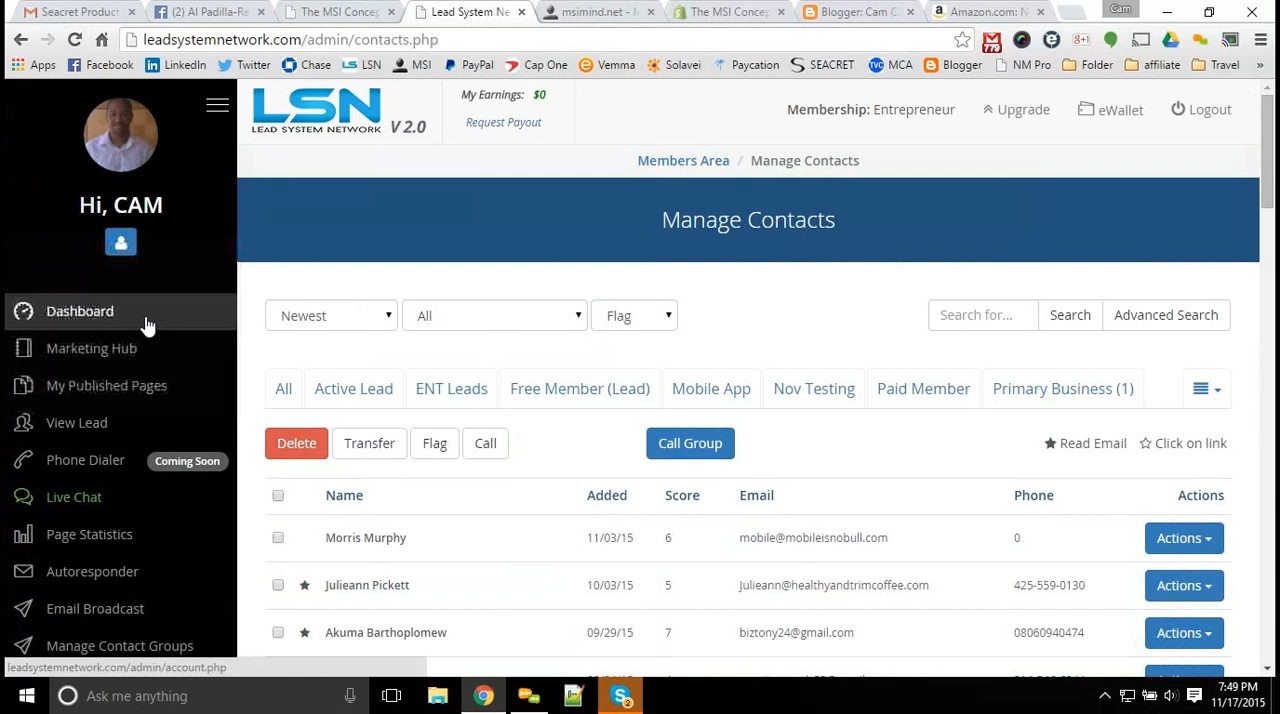 Seacret Produc
(2) Al Padilla-Re
The MSI Concep
Lead System Ne
msimind.net -
The MSI Concep
Blogger: Cam C
Amazon.com: N
Cam
leadsystemnetwork.com/admin/contacts.php
Apps Facebook LinkedIn Twitter Chase LSN MSI PayPal Cap One Vemma Solavei Paycation SEACRET MCA Blogger NM Pro Folder affiliate Travel »
LSN
LEAD SYSTEM NETWORK
V 2.0
My Earnings: $0
Request Payout
Membership: Entrepreneur
Upgrade
eWallet
Logout
Members Area / Manage Contacts
Hi, CAM
Manage Contacts
Dashboard
Marketing Hub
My Published Pages
View Lead
Phone Dialer Coming Soon
Live Chat
Page Statistics
Autoresponder
Email Broadcast
Manage Contact Groups
Newest All Flag
Search for... Search Advanced Search
All Active Lead ENT Leads Free Member (Lead) Mobile App Nov Testing Paid Member Primary Business (1)
Delete Transfer Flag Call Call Group Read Email Click on link
Name Added Score Email Phone Actions
Morris Murphy 11/03/15 6 mobile@mobileisnobull.com 0 Actions
Julieann Pickett 10/03/15 5 Julieann@healthyandtrimcoffee.com 425-559-0130 Actions
Akuma Barthoplomew 09/29/15 7 biztony24@gmail.com 08060940474 Actions
leadsystemnetwork.com/admin/account.php
Ask me anything
7:49 PM
11/17/2015